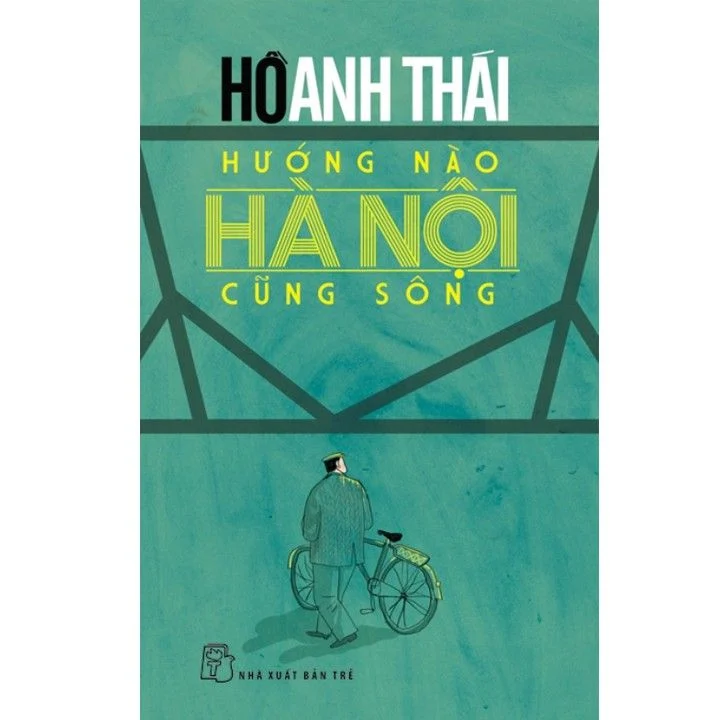 HỒ ANH THÁI
HƯỚNG NÀO
HÀ NỘI
CŨNG SÔNG
T
NHÀ XUẤT BẢN TRẺ